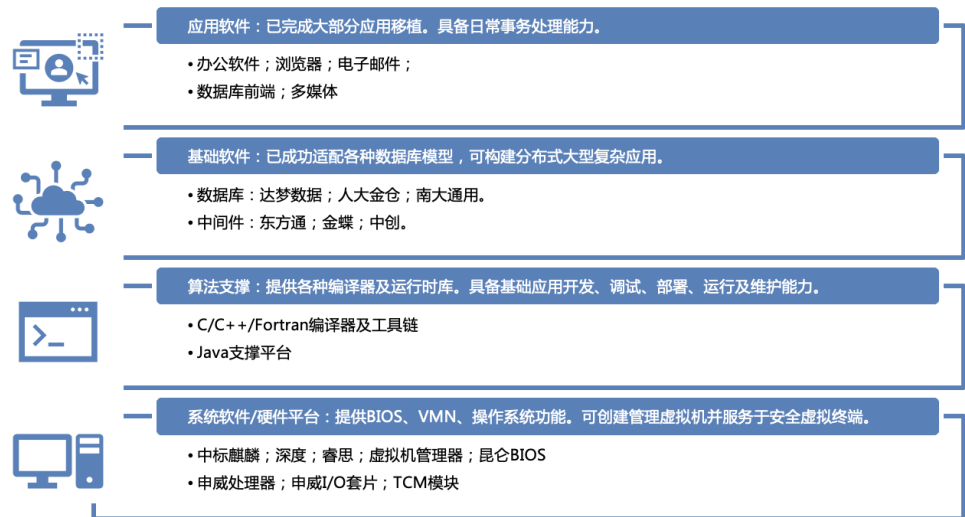 应用软件：已完成大部分应用移植。具备日常事务处理能力。
•办公软件；浏览器；电子邮件；
•数据库前端；多媒体
基础软件：已成功适配各种数据库模型，可构建分布式大型复杂应用。
•数据库：达梦数据；人大金仓；南大通用。
•中间件：东方通；金蝶；中创。
算法支撑：提供各种编译器及运行时库。具备基础应用开发、调试、部署、运行及维护能力。
•C/C++/Fortran编译器及工具链
•Java支撑平台
系统软件/硬件平台：提供BIOS、VMN、操作系统功能。可创建管理虚拟机并服务于安全虚拟终端。
•中标麒麟；深度；睿思；虚拟机管理器；昆仑BIOS
•申威处理器；申威I/O套片；TCM模块